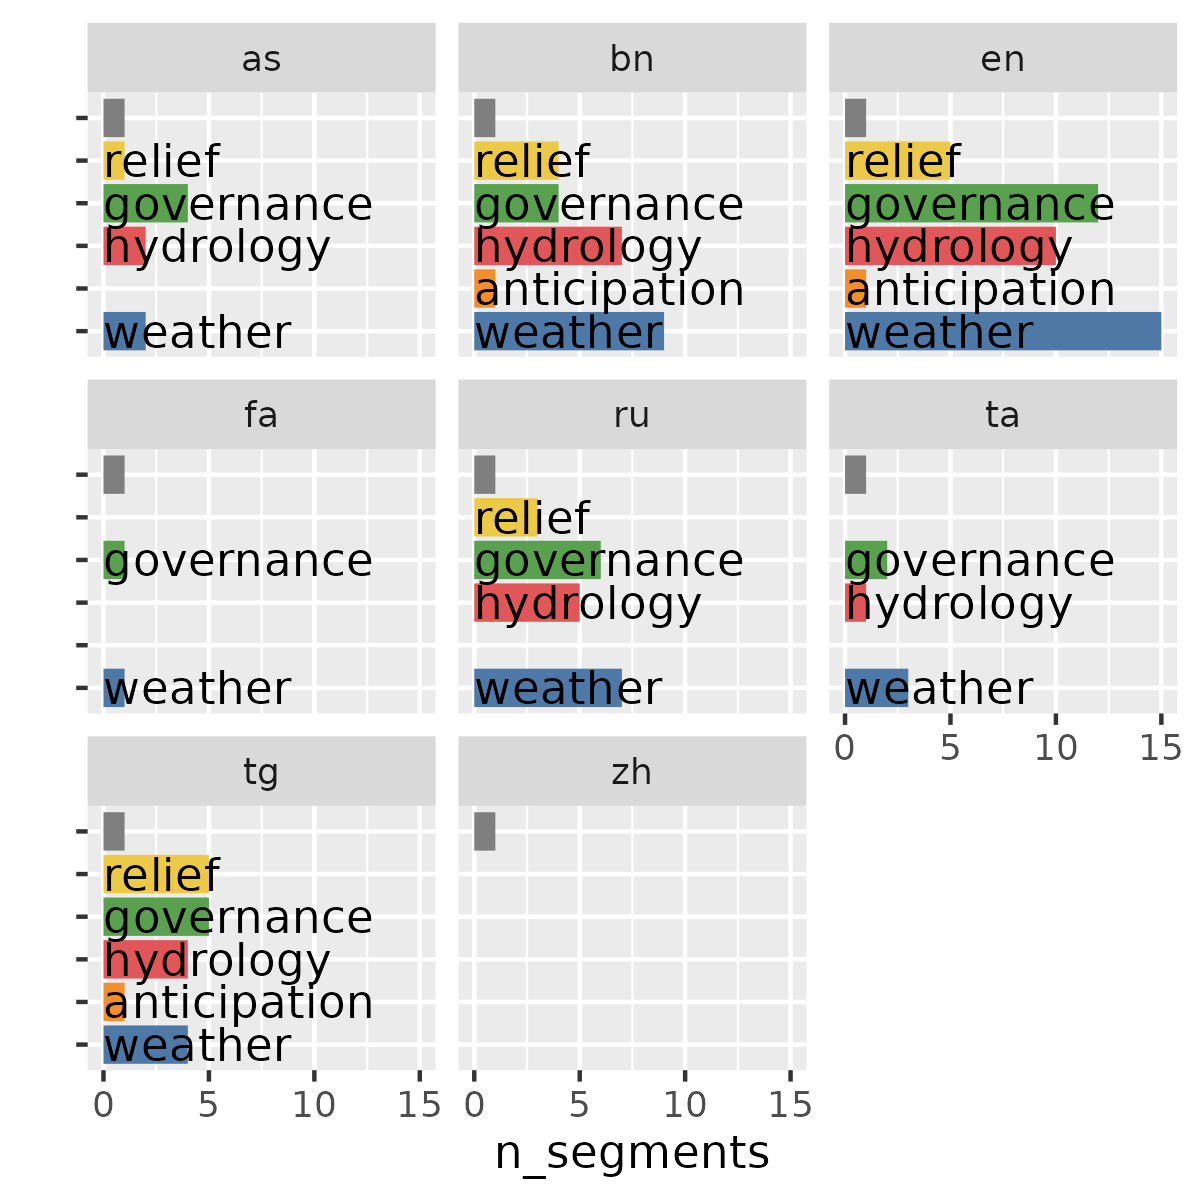 as
bn
en
relief
governance
hydrology
weather
relief
governance
hydrology
anticipation
weather
relief
governance
hydrology
anticipation
weather
fa
ru
ta
governance
weather
relief
governance
hydrology
weather
governance
hydrology
weather
0 5 10 15
tg
zh
relief
governance
hydrology
anticipation
weather
0 5 10 15
0 5 10 15
n_segments